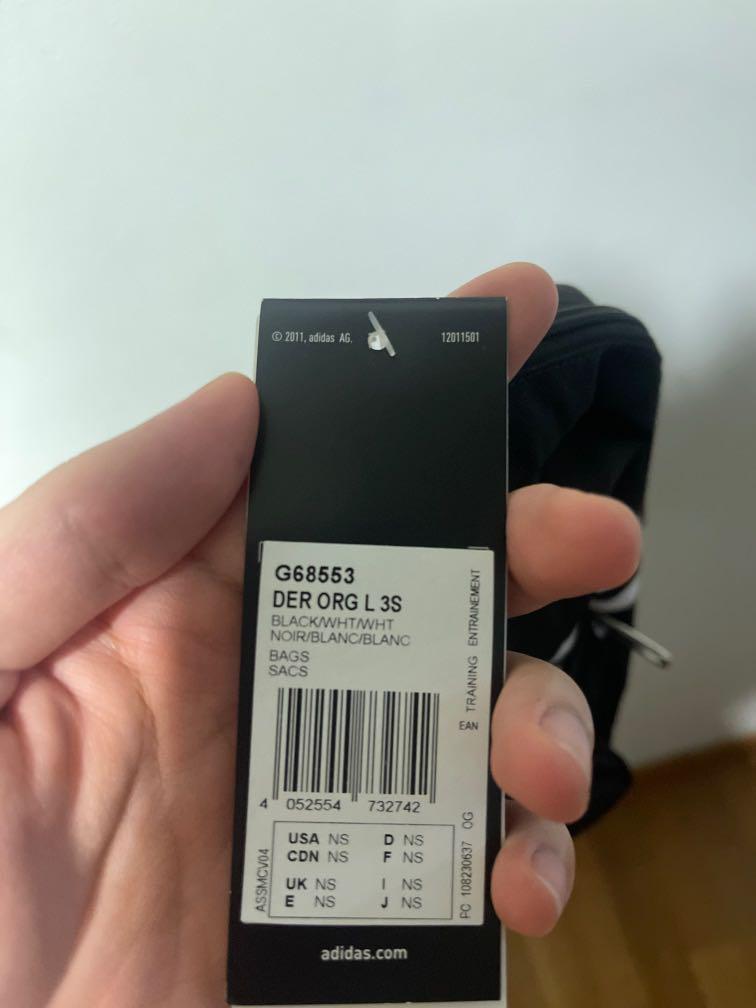 © 2011, adidas AG. 12011501
G68553
DER ORG L 3S
BLACK/WHT/WHT
NOIR/BLANC/BLANC
BAGS
SACS
TRAINING ENTRAINEMENT
EAN
4 052554 732742
USA NS D NS
CDN NS F NS
UK NS I NS
E NS J NS
ASSMCV04
PC 108230637 OG
adidas.com